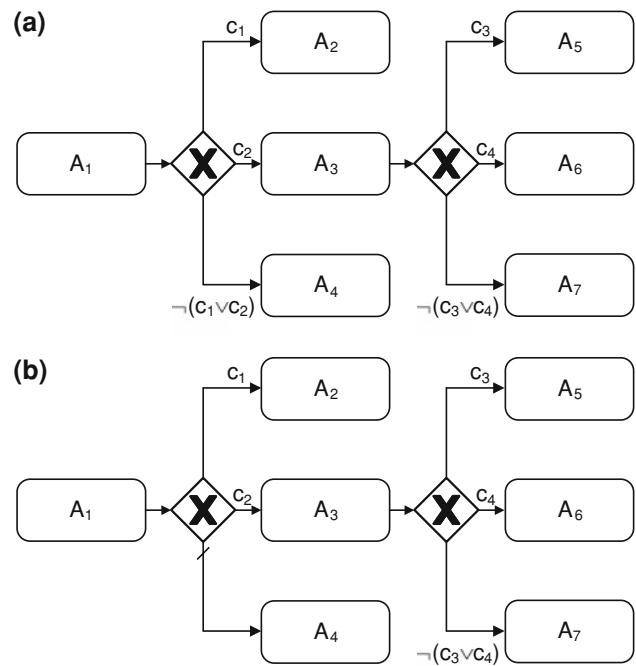 (a)
c₁ c₃
A₂ A₅
A₁ X c₂ A₃ X c₄ A₆
A₄ A₇
¬(c₁∨c₂) ¬(c₃∨c₄)
(b)
c₁ c₃
A₂ A₅
A₁ X c₂ A₃ X c₄ A₆
A₄ A₇
¬(c₃∨c₄)